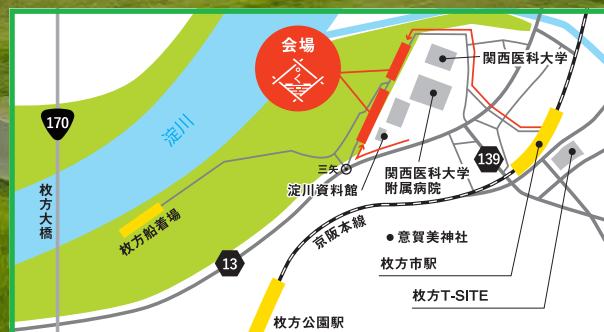 会場
さくら
関西医科大学
170
淀川
三矢
淀川資料館
関西医科大学
附属病院
139
枚方大橋
枚方船着場
京阪本線
意賀美神社
13
枚方市駅
枚方T-SITE
枚方公園駅